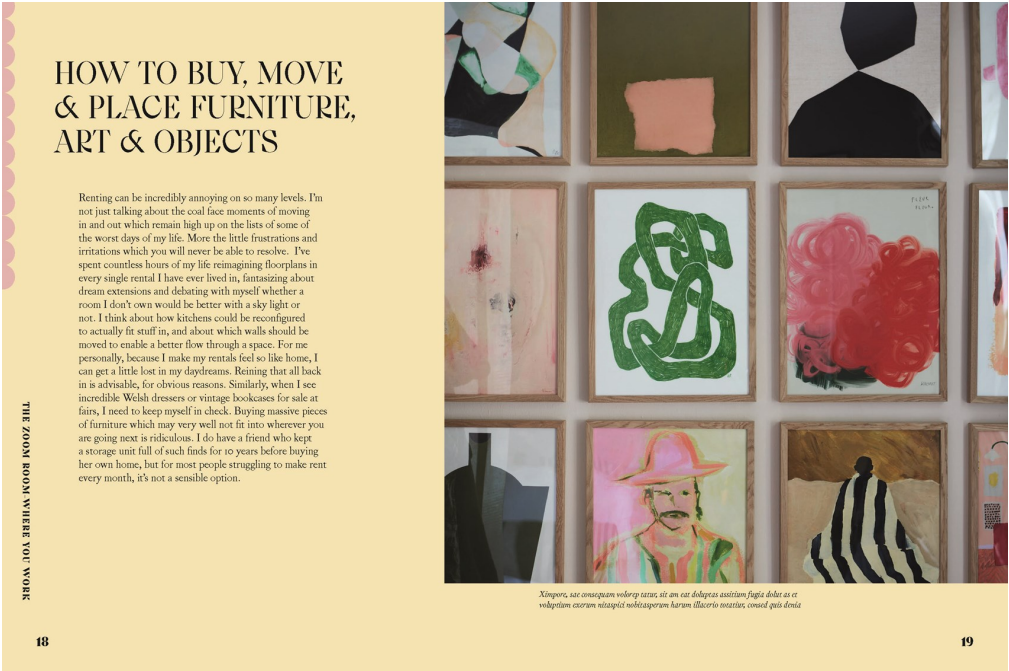 HOW TO BUY, MOVE
& PLACE FURNITURE,
ART & OBJECTS
Renting can be incredibly annoying on so many levels. I'm
not just talking about the coal face moments of moving
in and out which remain high up on the lists of some of
the worst days of my life. More the little frustrations and
irritations which you will never be able to resolve.  I've
spent countless hours of my life reimagining floorplans in
every single rental I have ever lived in, fantasizing about
dream extensions and debating with myself whether a
room I don't own would be better with a sky light or
not. I think about how kitchens could be reconfigured
to actually fit stuff in, and about which walls should be
moved to enable a better flow through a space. For me
personally, because I make my rentals feel so like home, I
can get a little lost in my daydreams. Reining that all back
in is advisable, for obvious reasons. Similarly, when I see
incredible Welsh dressers or vintage bookcases for sale at
fairs, I need to keep myself in check. Buying massive pieces
of furniture which may very well not fit into wherever you
are going next is ridiculous. I do have a friend who kept
a storage unit full of such finds for 10 years before buying
her own home, but for most people struggling to make rent
every month, it's not a sensible option.
THE ZOOM ROOM-WHERE YOU WORK
18
Ximpore, sae consequam volorep tatur, sit am eat doluptas assitium fugia dolut as et
voluptium exerum nitaspici nobitasperum harum illacerio totatiur, consed quis denia
19